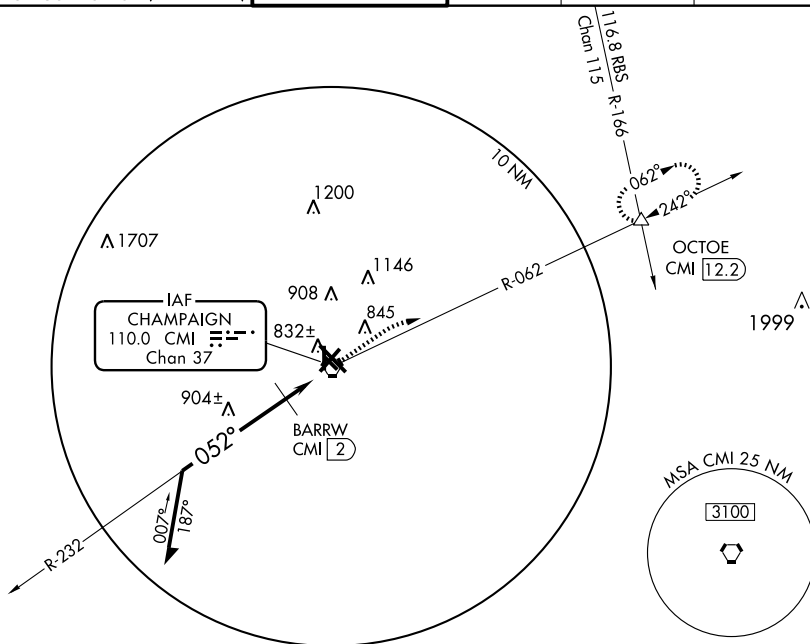 116.8 RBS
Chan 115
R-166
10 NM
062°
242°
1200
1707
OCTOE
CMI 12.2
1146
R-062
908
IAF
CHAMPAIGN
110.0 CMI
Chan 37
845
1999
832±
904±
BARRW
CMI 2
052°
MSA CMI 25 NM
3100
007°
187°
R-232